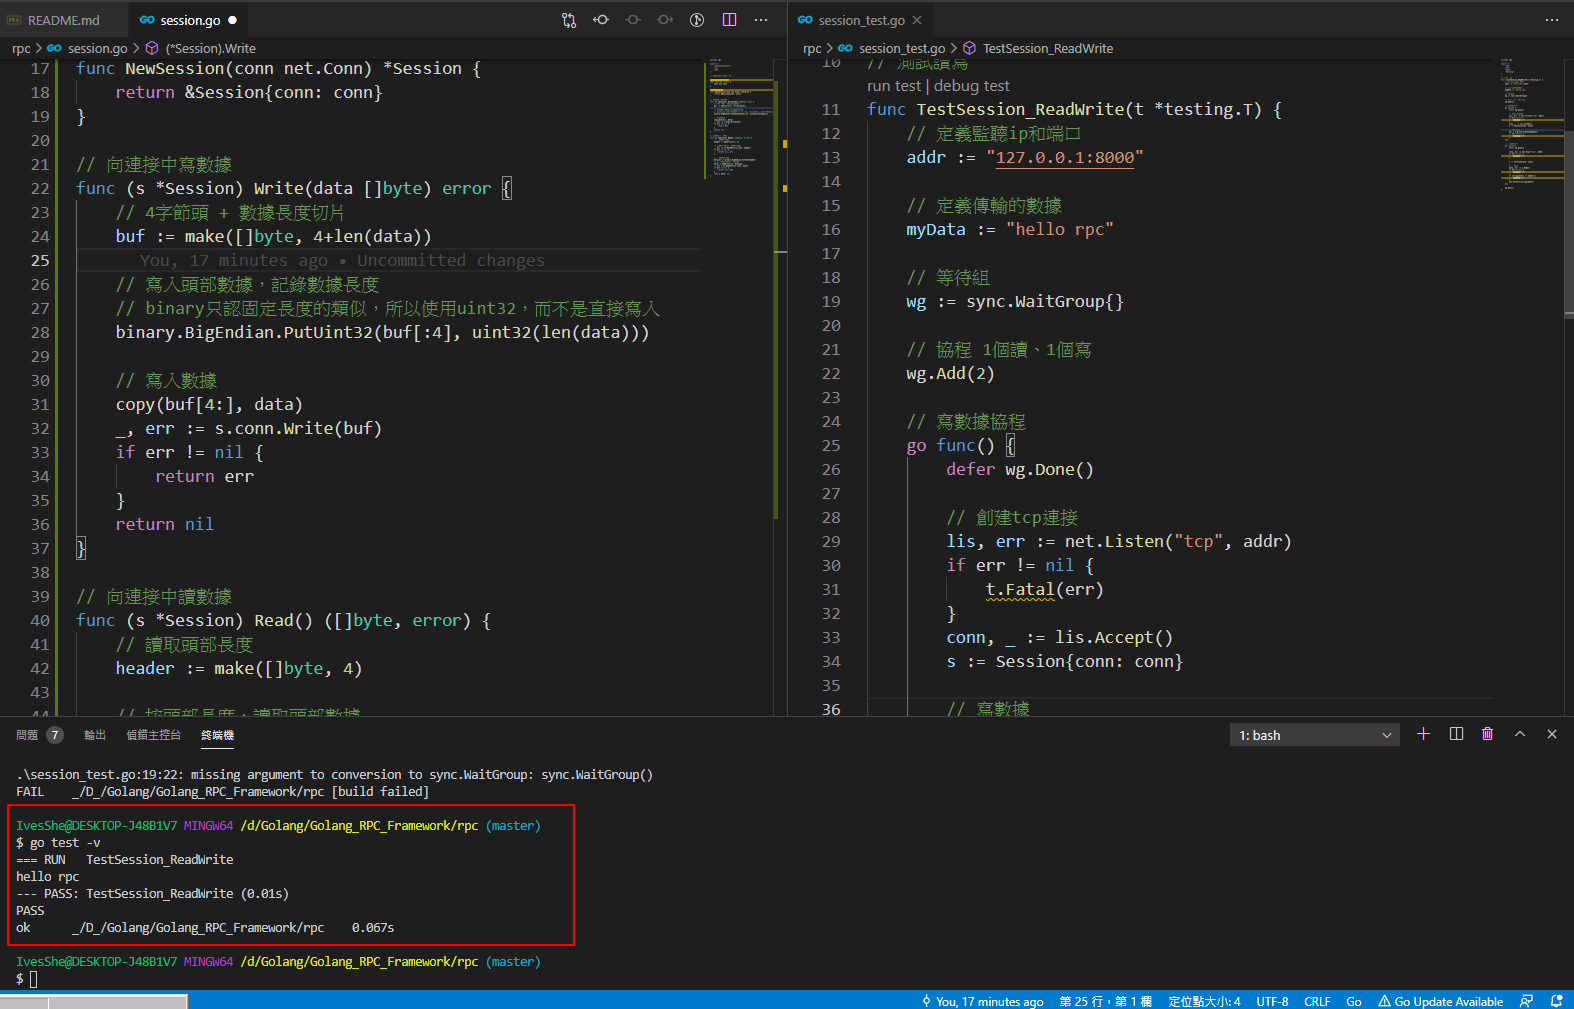 README.md
session.go
rpc > session.go > (*Session).Write
17 func NewSession(conn net.Conn) *Session {
18 return &Session{conn: conn}
19 }
20
21 // 向連接中寫數據
22 func (s *Session) Write(data []byte) error {
23 // 4字節頭 + 數據長度切片
24 buf := make([]byte, 4+len(data))
25 You, 17 minutes ago • Uncommitted changes
26 // 寫入頭部數據，記錄數據長度
27 // binary只認固定長度的類似，所以使用uint32，而不是直接寫入
28 binary.BigEndian.PutUint32(buf[:4], uint32(len(data)))
29
30 // 寫入數據
31 copy(buf[4:], data)
32 _, err := s.conn.Write(buf)
33 if err != nil {
34 return err
35 }
36 return nil
37 }
38
39 // 向連接中讀數據
40 func (s *Session) Read() ([]byte, error) {
41 // 讀取頭部長度
42 header := make([]byte, 4)
43
44 // 按頭部長度，讀取頭部數據
session_test.go
rpc > session_test.go > TestSession_ReadWrite
10 // 測試讀寫
run test | debug test
11 func TestSession_ReadWrite(t *testing.T) {
12 // 定義監聽ip和端口
13 addr := "127.0.0.1:8000"
14
15 // 定義傳輸的數據
16 myData := "hello rpc"
17
18 // 等待組
19 wg := sync.WaitGroup{}
20
21 // 協程 1個讀、1個寫
22 wg.Add(2)
23
24 // 寫數據協程
25 go func() {
26 defer wg.Done()
27
28 // 創建tcp連接
29 lis, err := net.Listen("tcp", addr)
30 if err != nil {
31 t.Fatal(err)
32 }
33 conn, _ := lis.Accept()
34 s := Session{conn: conn}
35
36 // 寫數據
問題 7 輸出 偵錯主控台 終端機
1: bash
.\session_test.go:19:22: missing argument to conversion to sync.WaitGroup: sync.WaitGroup()
FAIL _/D_/Golang/Golang_RPC_Framework/rpc [build failed]
IvesShe@DESKTOP-J48B1V7 MINGW64 /d/Golang/Golang_RPC_Framework/rpc (master)
$ go test -v
=== RUN TestSession_ReadWrite
hello rpc
--- PASS: TestSession_ReadWrite (0.01s)
PASS
ok _/D_/Golang/Golang_RPC_Framework/rpc 0.067s
IvesShe@DESKTOP-J48B1V7 MINGW64 /d/Golang/Golang_RPC_Framework/rpc (master)
$
You, 17 minutes ago 第 25 行，第 1 欄 定位點大小: 4 UTF-8 CRLF Go Go Update Available